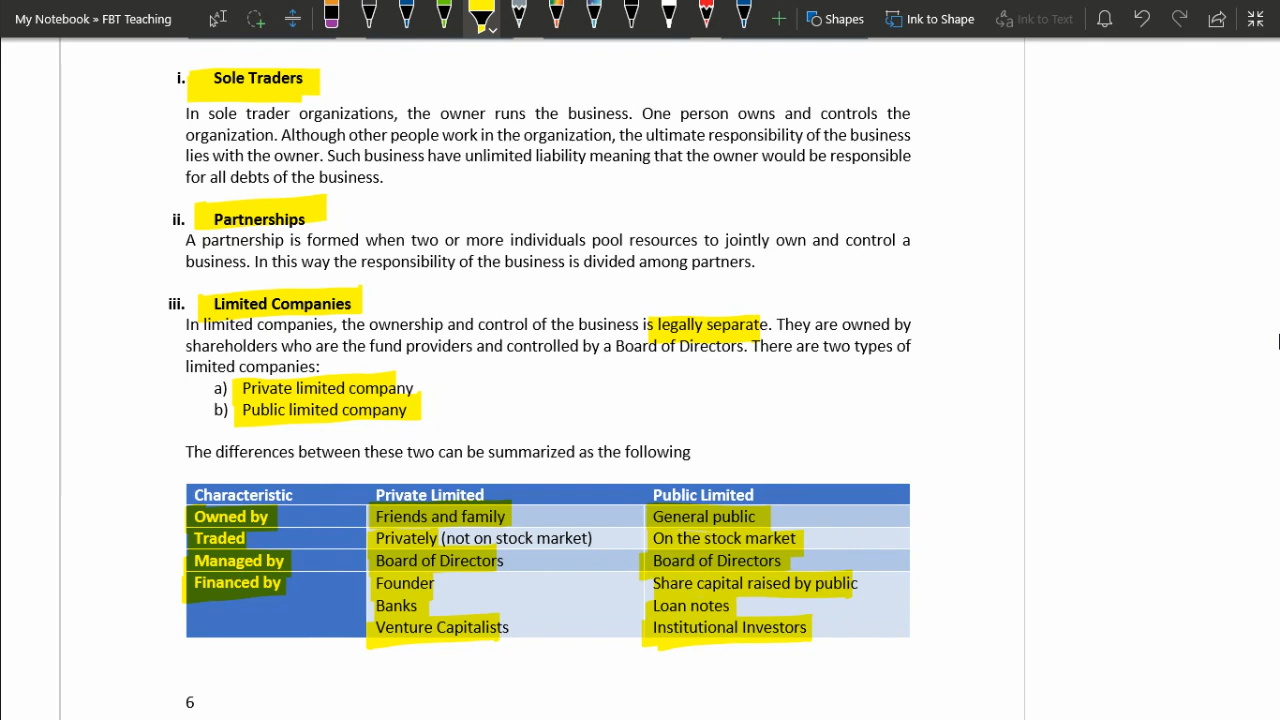 My Notebook » FBT Teaching
Shapes
Ink to Shape
Ink to Text
i. Sole Traders
In sole trader organizations, the owner runs the business. One person owns and controls the
organization. Although other people work in the organization, the ultimate responsibility of the business
lies with the owner. Such business have unlimited liability meaning that the owner would be responsible
for all debts of the business.
ii. Partnerships
A partnership is formed when two or more individuals pool resources to jointly own and control a
business. In this way the responsibility of the business is divided among partners.
iii. Limited Companies
In limited companies, the ownership and control of the business is legally separate. They are owned by
shareholders who are the fund providers and controlled by a Board of Directors. There are two types of
limited companies:
a) Private limited company
b) Public limited company
The differences between these two can be summarized as the following
Characteristic Private Limited Public Limited
Owned by Friends and family General public
Traded Privately (not on stock market) On the stock market
Managed by Board of Directors Board of Directors
Financed by Founder Share capital raised by public
Banks Loan notes
Venture Capitalists Institutional Investors
6